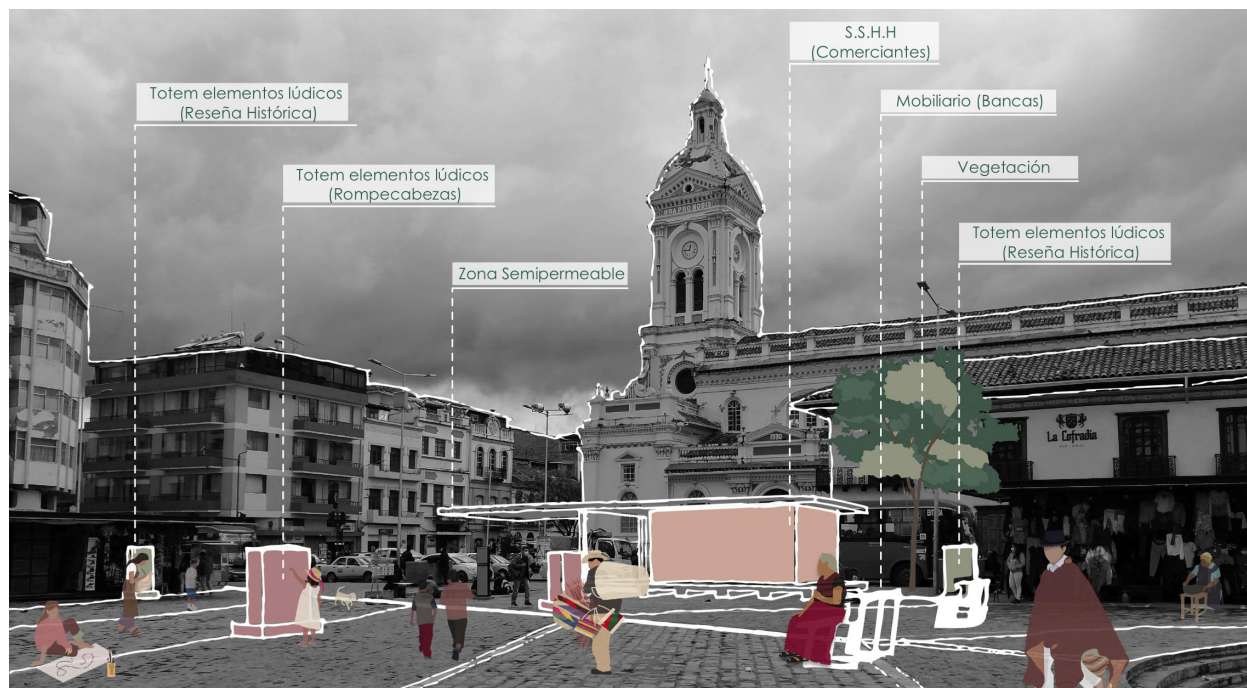 S.S.H.H
(Comerciantes)
Totem elementos lúdicos
(Reseña Histórica)
Mobiliario (Bancas)
Totem elementos lúdicos
(Rompecabezas)
Vegetación
Totem elementos lúdicos
(Reseña Histórica)
Zona Semipermeable
1930
La Cofradía